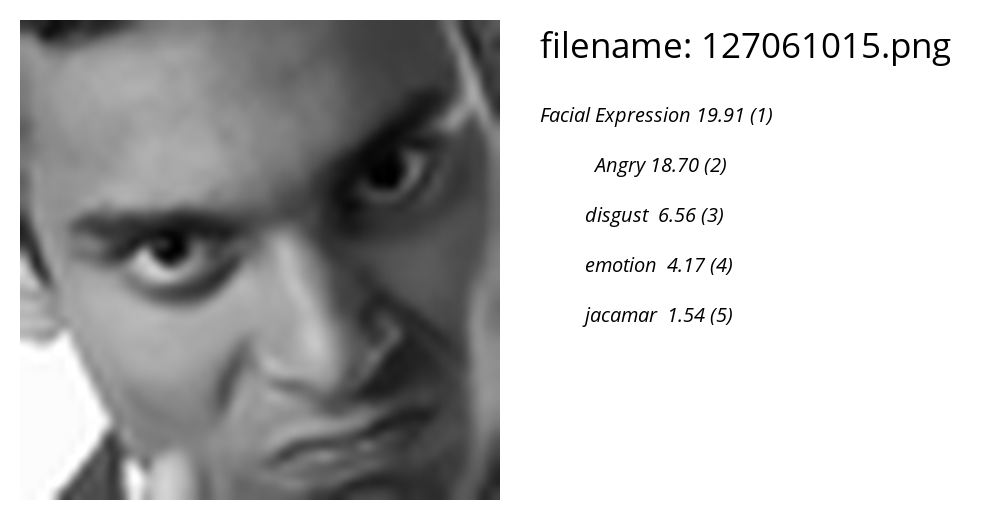 filename: 127061015.png
Facial Expression 19.91 (1)
Angry 18.70 (2)
disgust 6.56 (3)
emotion 4.17 (4)
jacamar 1.54 (5)